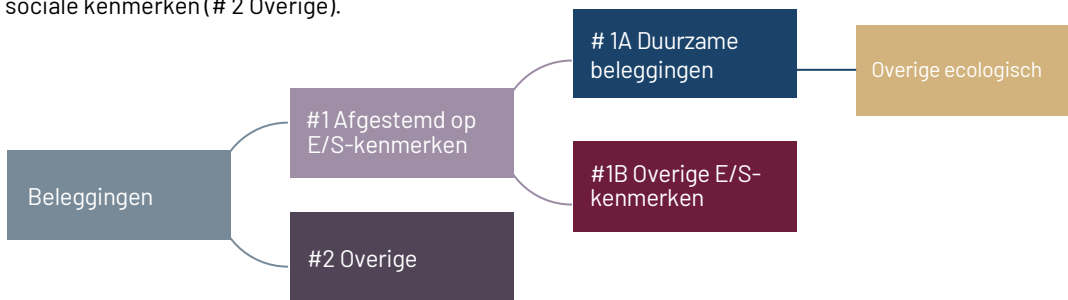 sociale kenmerken (# 2 Overige).
# 1A Duurzame
beleggingen
Overige ecologisch
#1 Afgestemd op
E/S-kenmerken
#1B Overige E/S-
kenmerken
Beleggingen
#2 Overige